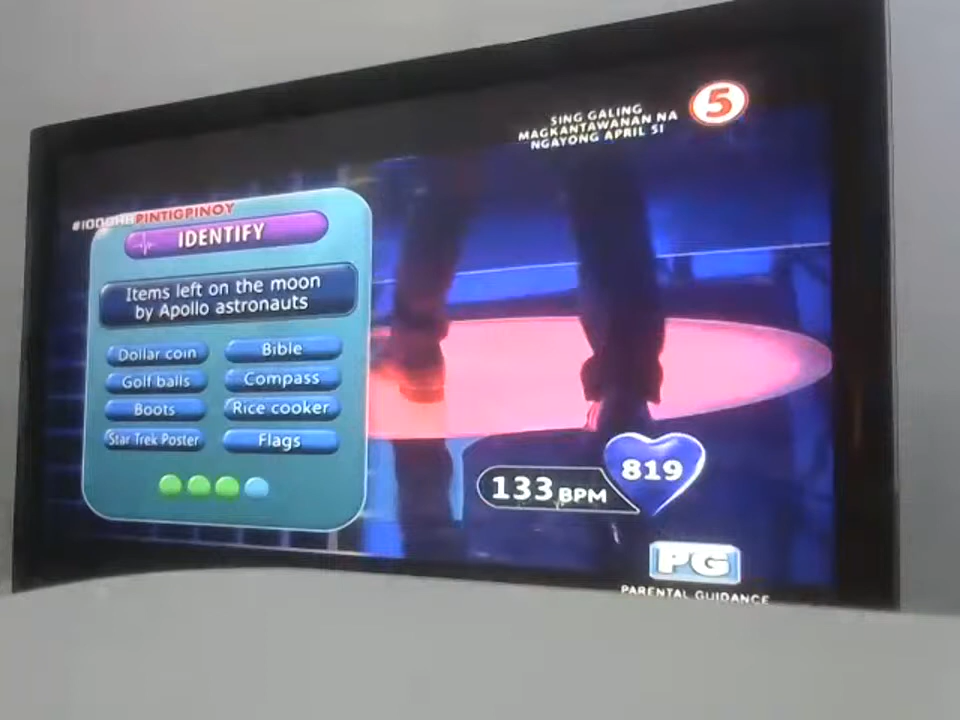 5
SING GALING
MAGKANTAWANAN NA
NGAYONG APRIL 5!
PINTIGPINOY
IDENTIFY
Items left on the moon
by Apollo astronauts
Dollar coin
Bible
Golf balls
Compass
Boots
Rice cooker
Star Trek Poster
Flags
133 BPM
819
PG
PARENTAL GUIDANCE